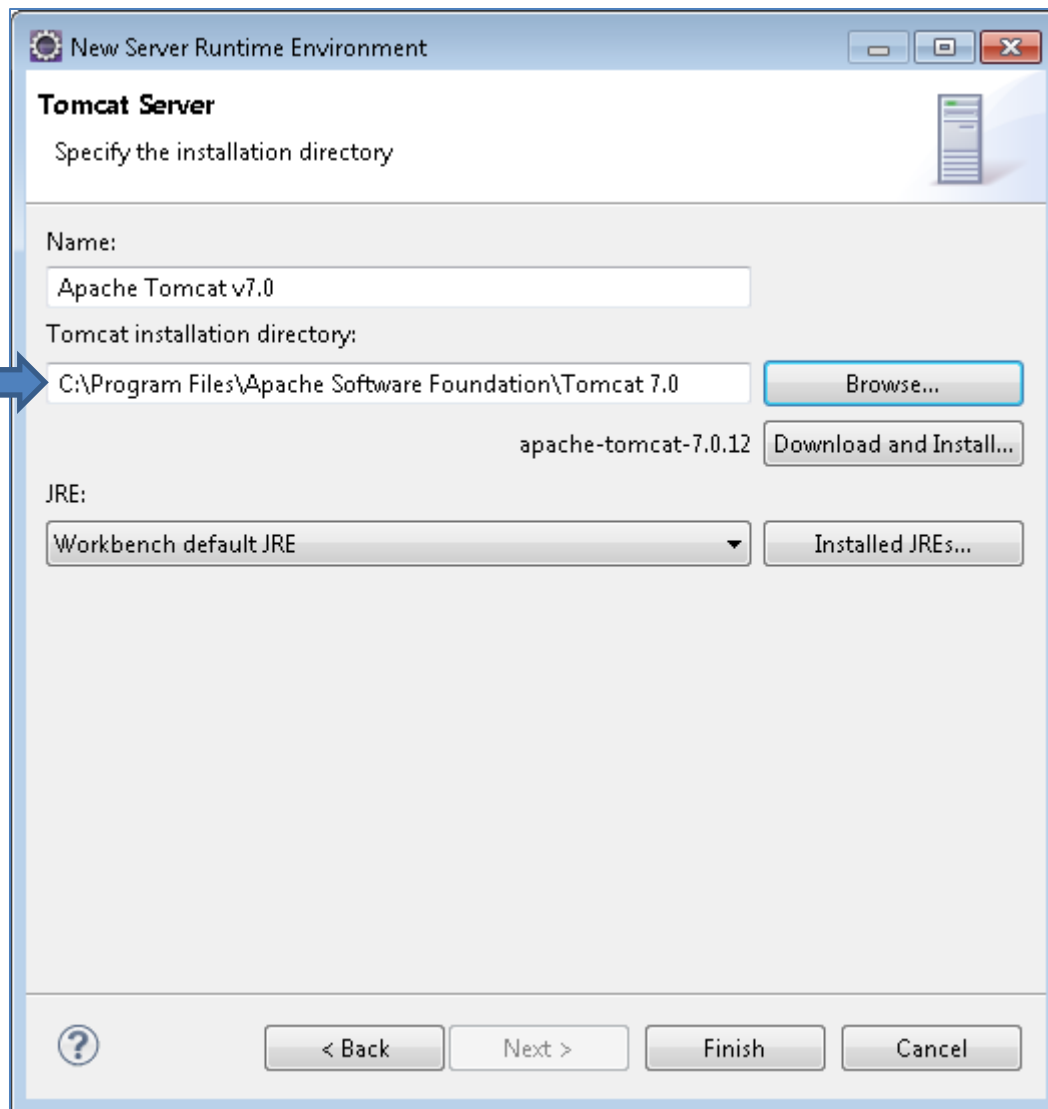 New Server Runtime Environment
Tomcat Server
Specify the installation directory
Name:
Apache Tomcat v7.0
Tomcat installation directory:
C:\Program Files\Apache Software Foundation\Tomcat 7.0 Browse...
apache-tomcat-7.0.12 Download and Install...
JRE:
Workbench default JRE Installed JREs...
? < Back Next > Finish Cancel